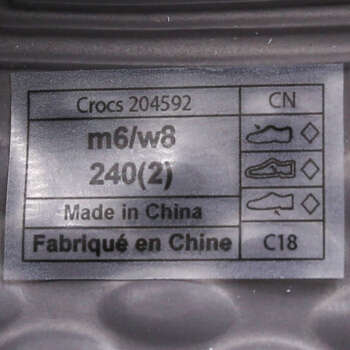 Crocs 204592 CN
m6/w8
240(2)
Made in China
Fabriqué en Chine C18